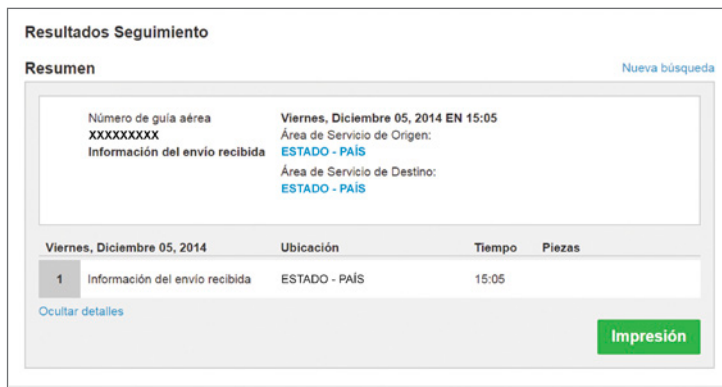 Resultados Seguimiento
Resumen
Nueva búsqueda
Número de guía aérea
XXXXXXXXX
Información del envío recibida
Viernes, Diciembre 05, 2014 EN 15:05
Área de Servicio de Origen:
ESTADO - PAÍS
Área de Servicio de Destino:
ESTADO - PAÍS
Viernes, Diciembre 05, 2014 Ubicación Tiempo Piezas
1 Información del envío recibida ESTADO - PAÍS 15:05
Ocultar detalles
Impresión